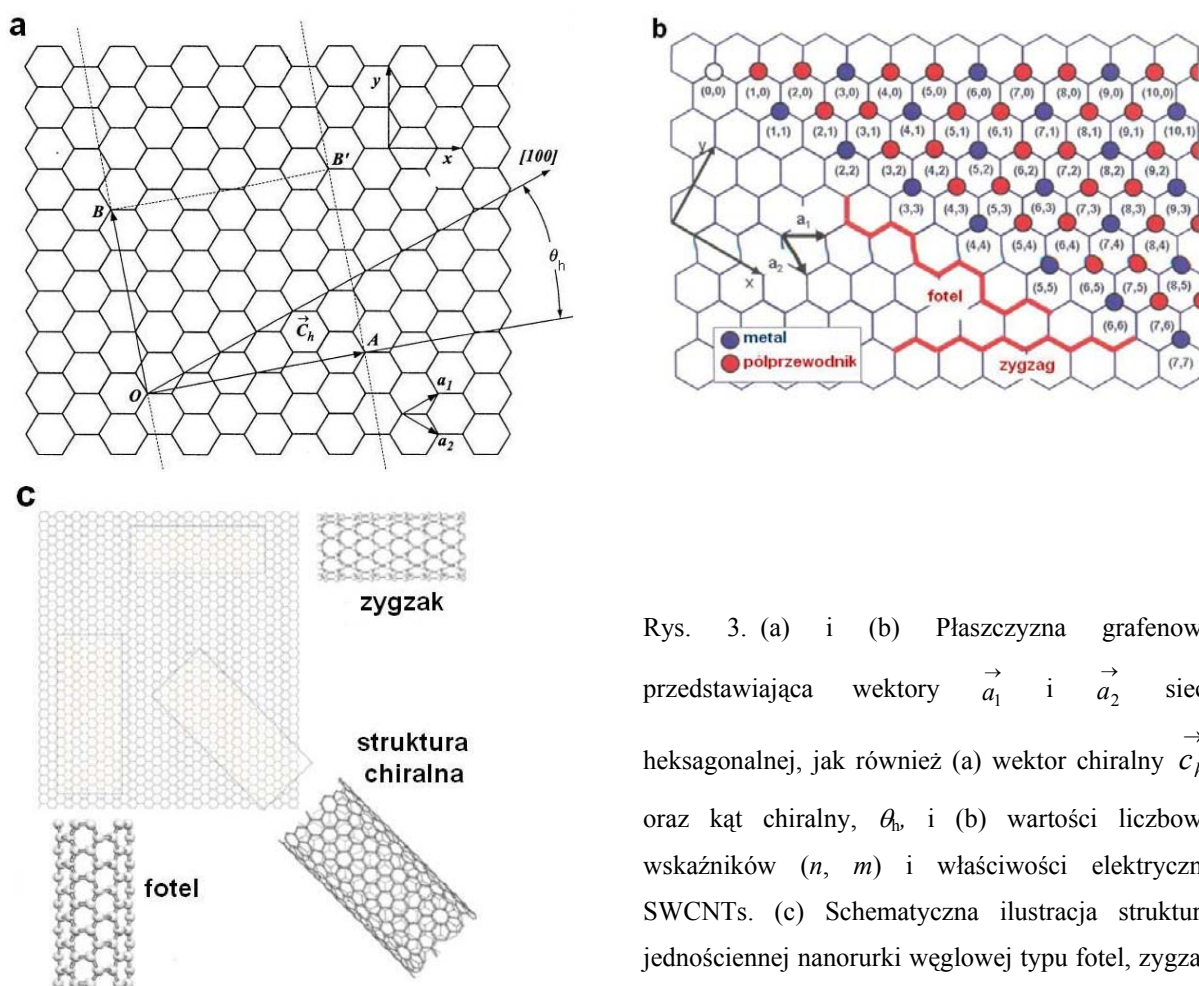 a
y
x
[100]
B'
B
θh
C⃗h
A
O
a1
a2
b
(0,0) (1,0) (2,0) (3,0) (4,0) (5,0) (6,0) (7,0) (8,0) (9,0) (10,0)
(1,1) (2,1) (3,1) (4,1) (5,1) (6,1) (7,1) (8,1) (9,1) (10,1)
y
(2,2) (3,2) (4,2) (5,2) (6,2) (7,2) (8,2) (9,2)
(3,3) (4,3) (5,3) (6,3) (7,3) (8,3) (9,3)
a1
(4,4) (5,4) (6,4) (7,4) (8,4)
a2
x
(5,5) (6,5) (7,5) (8,5)
fotel
(6,6) (7,6)
metal
półprzewodnik
zygzag
(7,7)
c
zygzak
struktura
chiralna
fotel
Rys. 3. (a) i (b) Płaszczyzna grafenow
przedstawiająca wektory a⃗1 i a⃗2 siec
heksagonalnej, jak również (a) wektor chiralny c⃗h
oraz kąt chiralny, θh, i (b) wartości liczbow
wskaźników (n, m) i właściwości elektryczn
SWCNTs. (c) Schematyczna ilustracja struktur
jednościennej nanorurki węglowej typu fotel, zygza